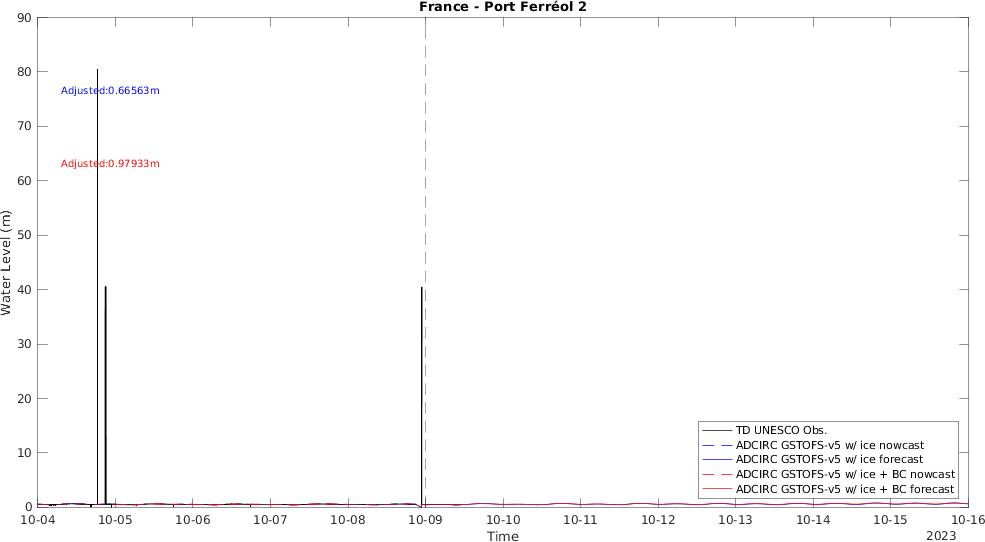 France - Port Ferréol 2
90
80
70
60
50
40
30
20
10
0
Water Level (m)
Adjusted:0.66563m
Adjusted:0.97933m
TD UNESCO Obs.
ADCIRC GSTOFS-v5 w/ ice nowcast
ADCIRC GSTOFS-v5 w/ ice forecast
ADCIRC GSTOFS-v5 w/ ice + BC nowcast
ADCIRC GSTOFS-v5 w/ ice + BC forecast
10-04 10-05 10-06 10-07 10-08 10-09 10-10 10-11 10-12 10-13 10-14 10-15 10-16
Time
2023